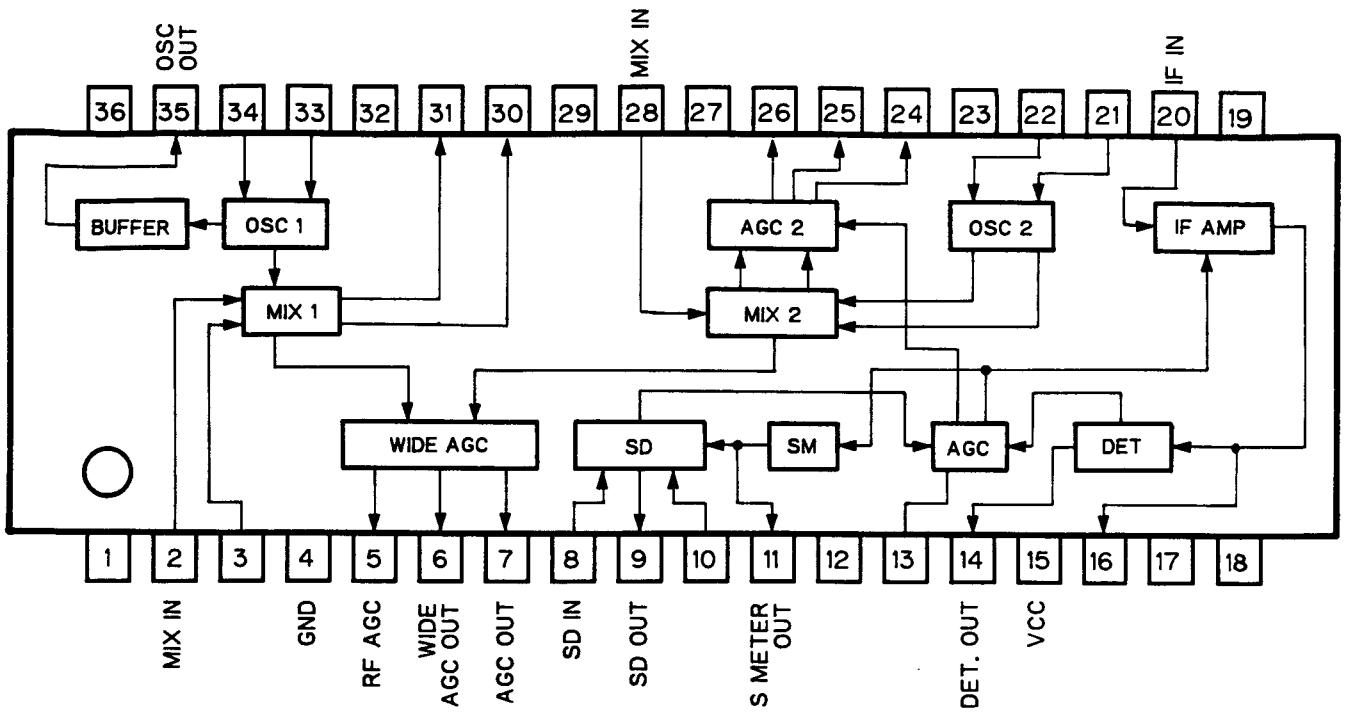 OSC
OUT
MIX IN
IF IN
36 35 34 33 32 31 30 29 28 27 26 25 24 23 22 21 20 19
BUFFER
OSC 1
AGC 2
OSC 2
IF AMP
MIX 1
MIX 2
WIDE AGC
SD
SM
AGC
DET
1 2 3 4 5 6 7 8 9 10 11 12 13 14 15 16 17 18
MIX IN
GND
RF AGC
WIDE
AGC OUT
AGC OUT
SD IN
SD OUT
S METER
OUT
DET. OUT
VCC